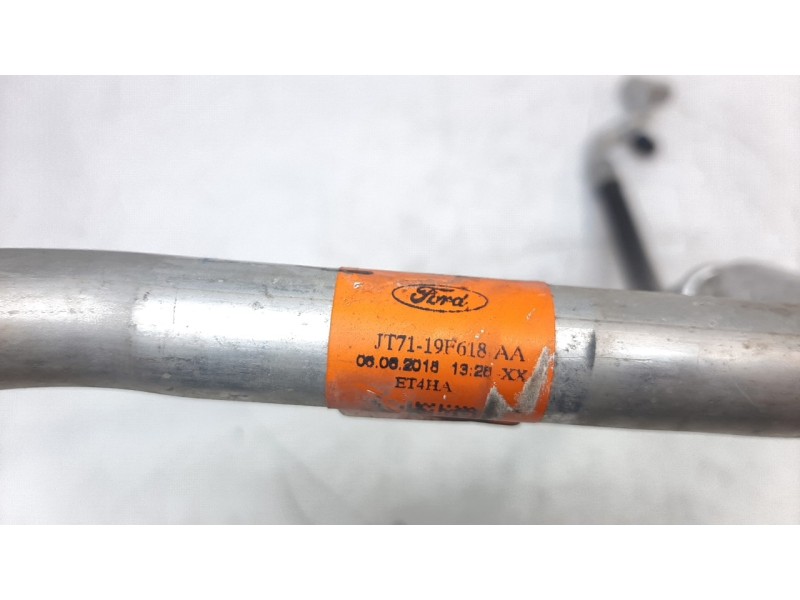 Ford
JT71-19F618 AA
06.06.2018 13:26 -XX
ET4HA